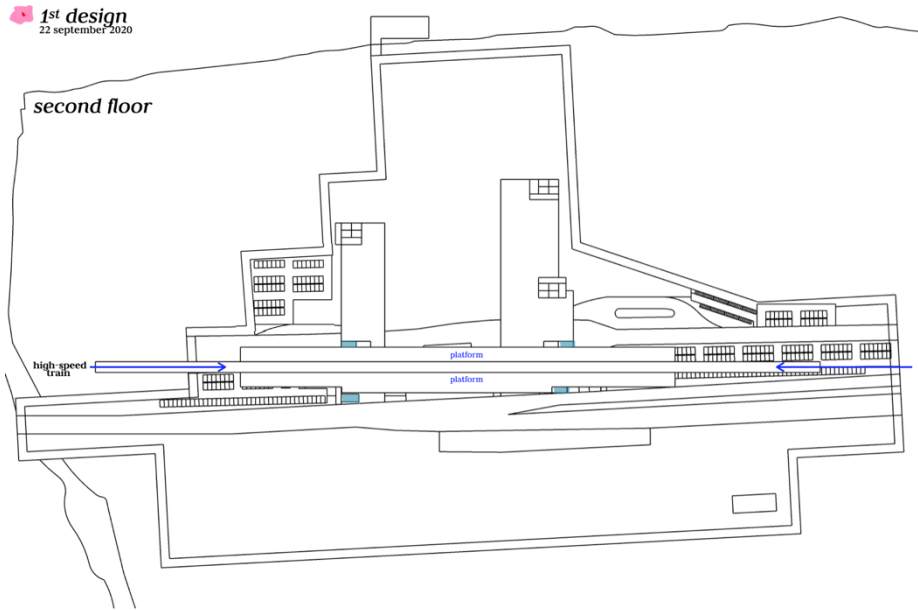 1st design
22 september 2020
second floor
platform
high-speed
train
platform